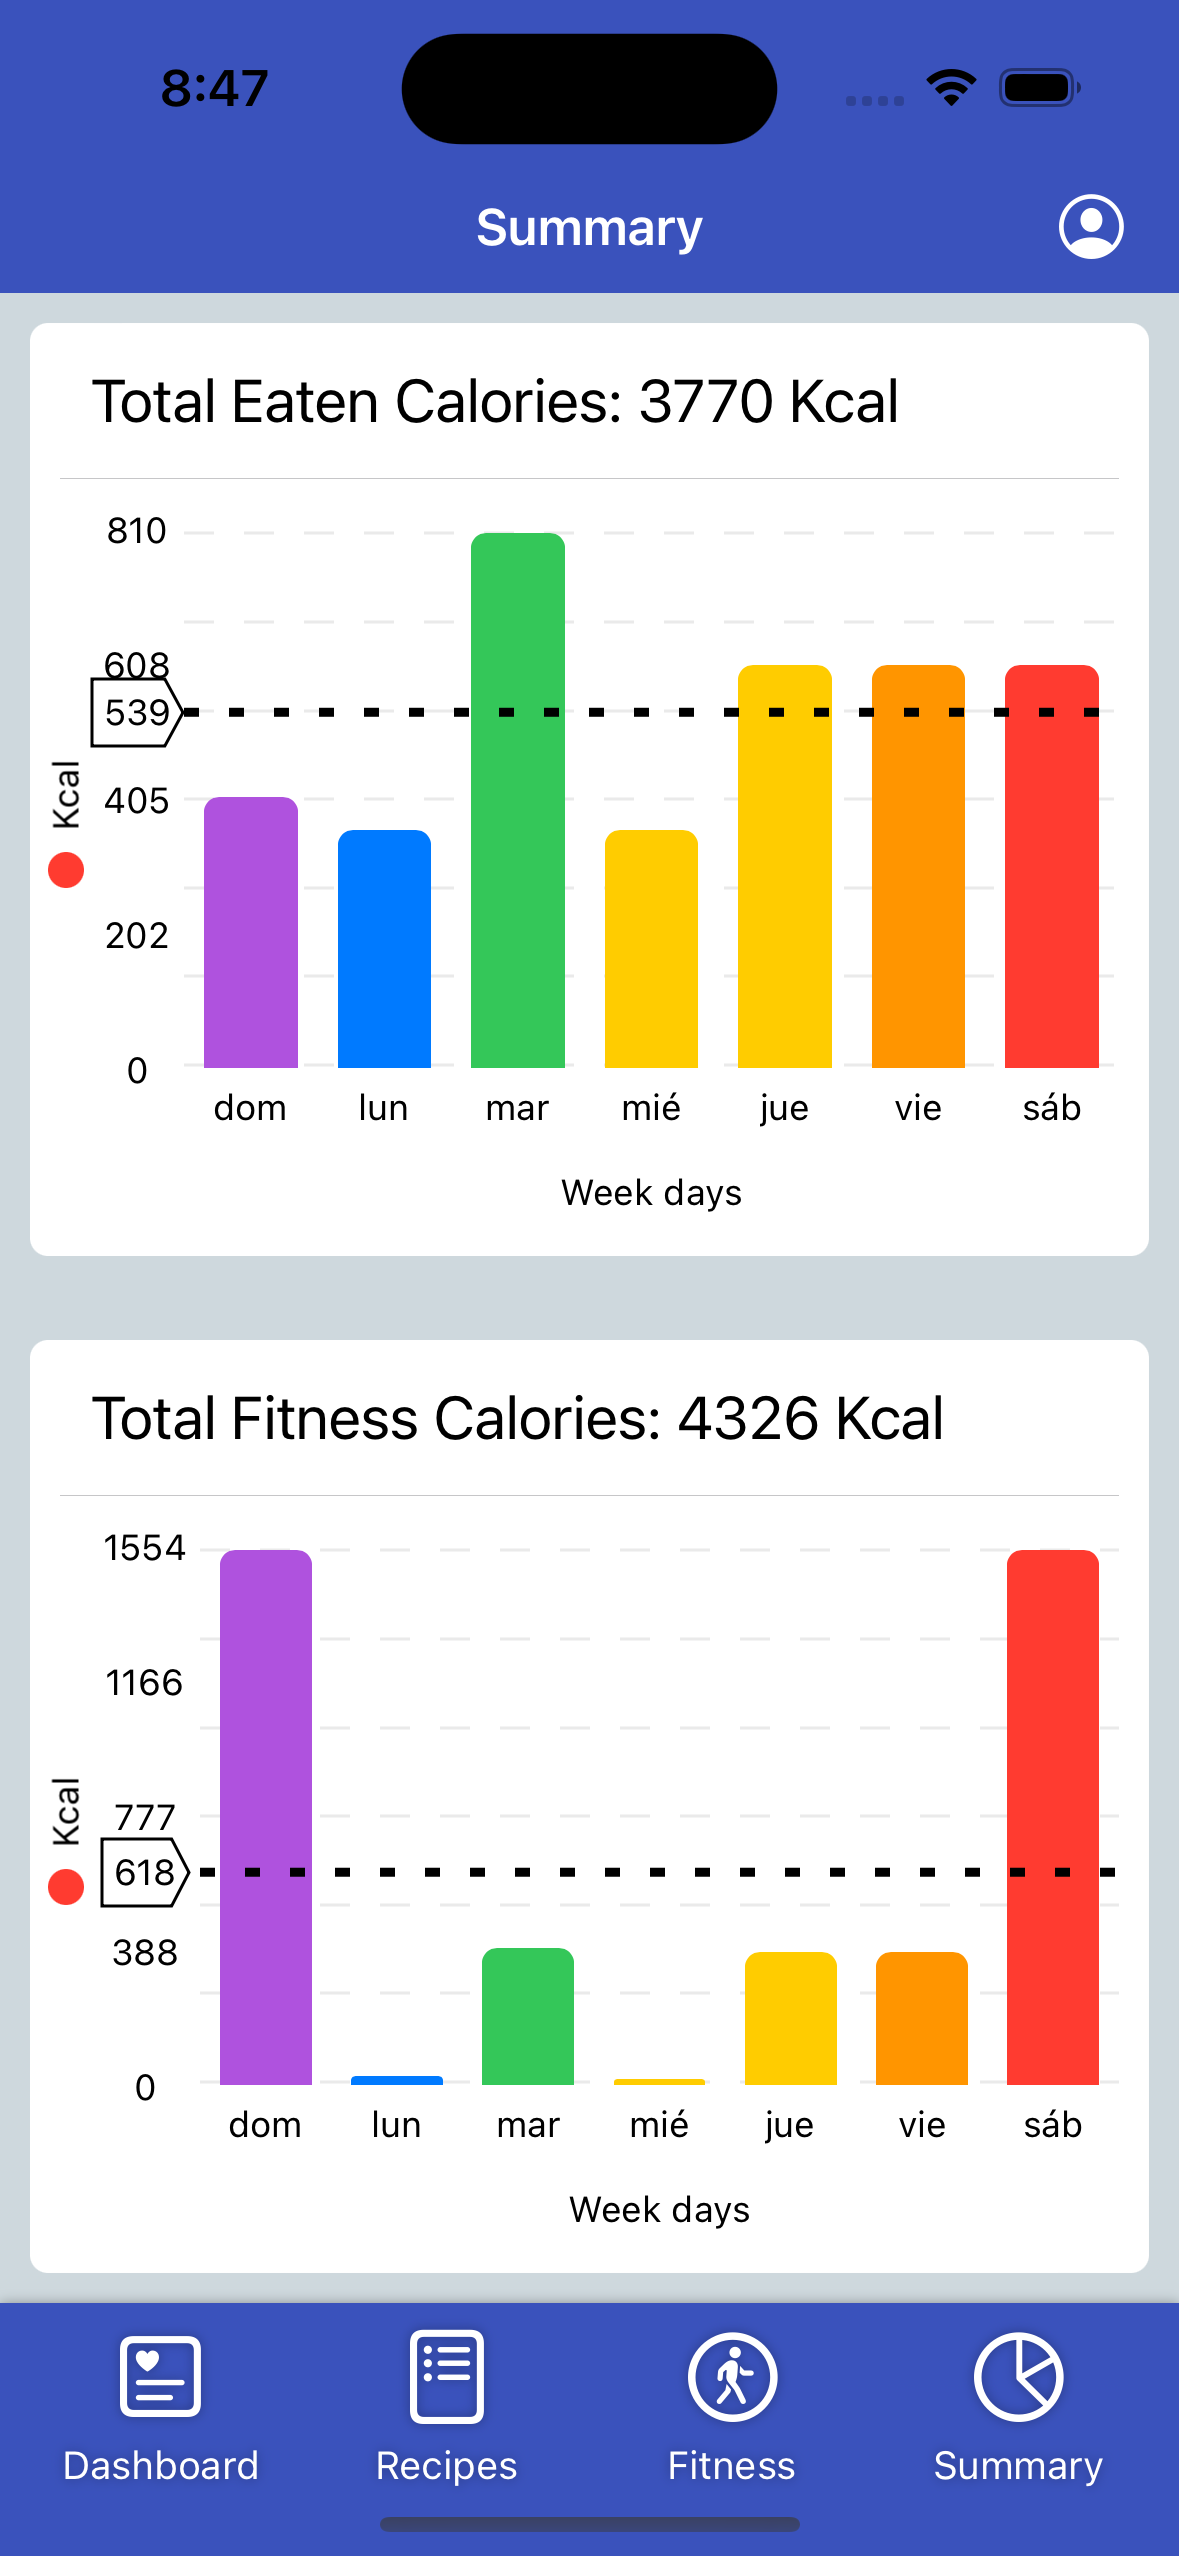 8:47
Summary
Total Eaten Calories: 3770 Kcal
810
608
539
405
202
0
Kcal
dom lun mar mié jue vie sáb
Week days
Total Fitness Calories: 4326 Kcal
1554
1166
777
618
388
0
Kcal
dom lun mar mié jue vie sáb
Week days
Dashboard Recipes Fitness Summary